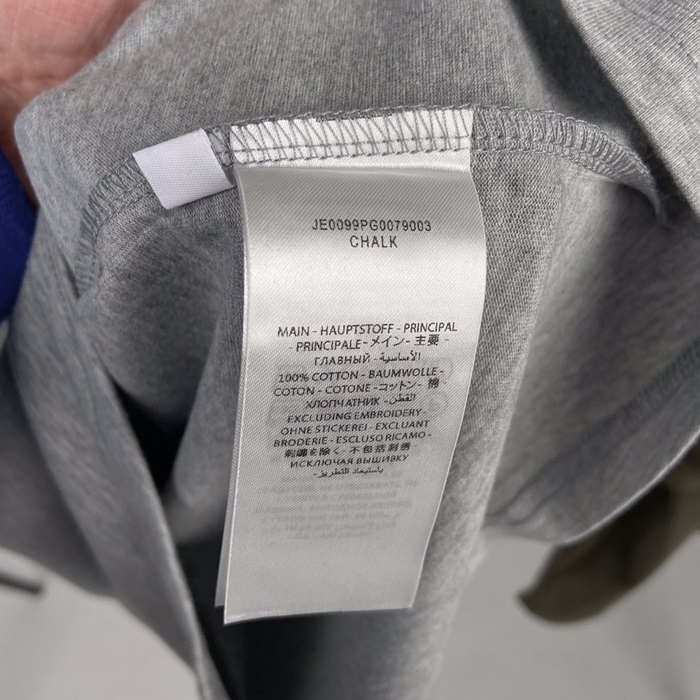 JE0099PG0079003
CHALK
MAIN - HAUPTSTOFF - PRINCIPAL
- PRINCIPALE - メイン - 主要 -
ГЛАВНЫЙ - الأساسية -
100% COTTON - BAUMWOLLE -
COTON - COTONE - コットン - 棉
ХЛОПЧАТНИК - القطن -
EXCLUDING EMBROIDERY -
OHNE STICKEREI - EXCLUANT
BRODERIE - ESCLUSO RICAMO -
刺繍を除く - 不包括刺绣 -
ИСКЛЮЧАЯ ВЫШИВКУ
- باستبعاد التطريز -